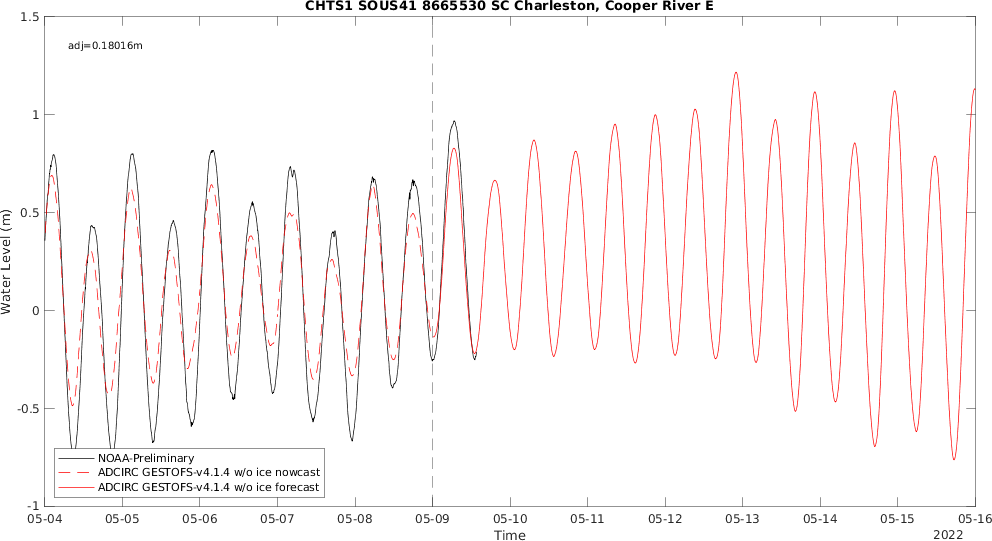 CHTS1 SOUS41 8665530 SC Charleston, Cooper River E
1.5
adj=0.18016m
1
0.5
Water Level (m)
0
-0.5
NOAA-Preliminary
ADCIRC GESTOFS-v4.1.4 w/o ice nowcast
ADCIRC GESTOFS-v4.1.4 w/o ice forecast
-1
05-04 05-05 05-06 05-07 05-08 05-09 05-10 05-11 05-12 05-13 05-14 05-15 05-16
Time
2022